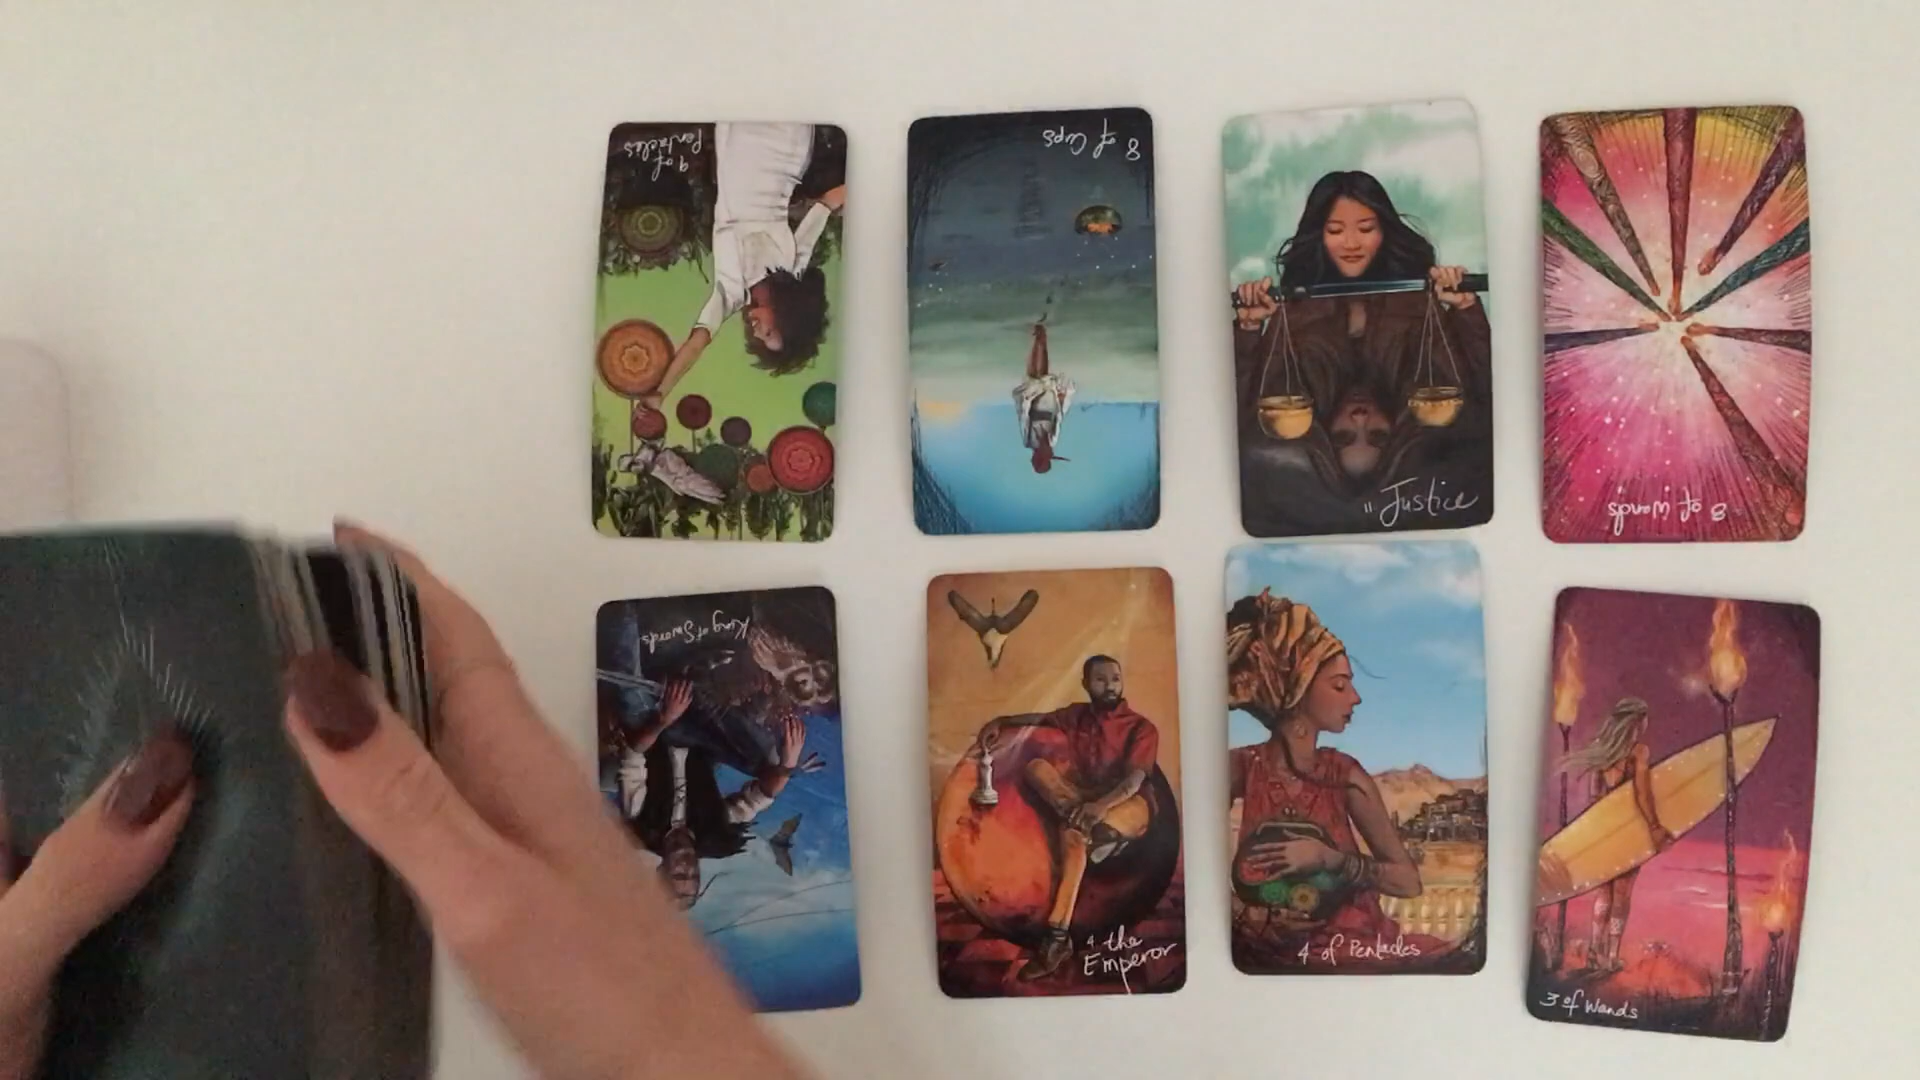 9 of
Pentacles
8 of Cups
11 Justice
8 of Wands
King of Swords
4 the
Emperor
4 of Pentacles
3 of Wands